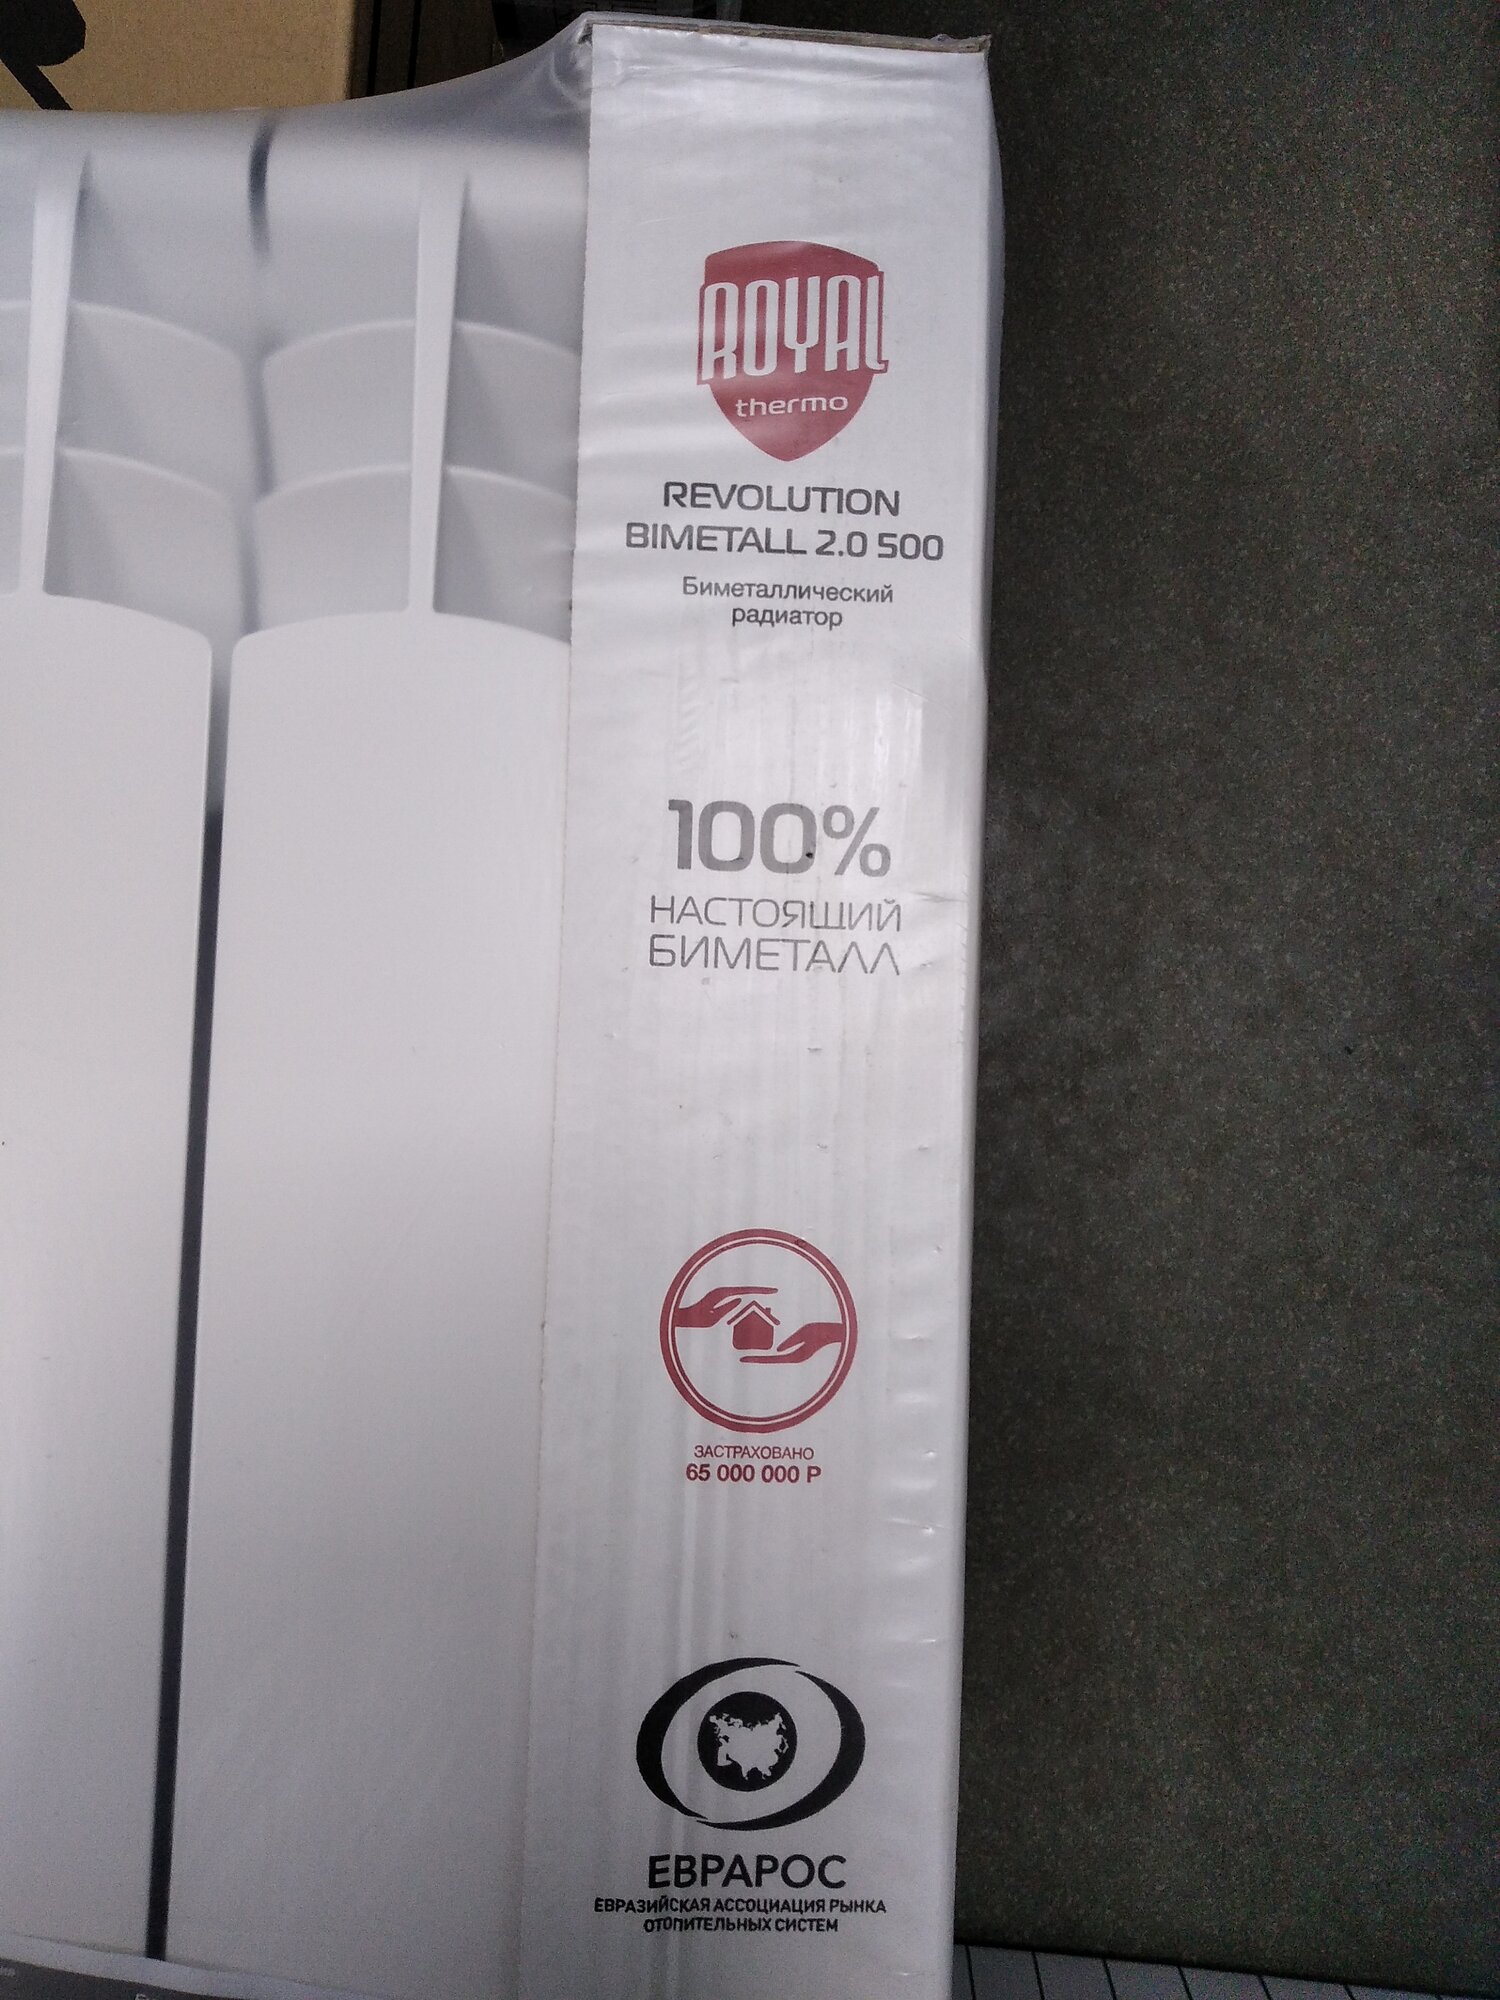 ROYAL
thermo
REVOLUTION
BIMETALL 2.0 500
Биметаллический
радиатор
100%
НАСТОЯЩИЙ
БИМЕТАЛЛ
ЗАСТРАХОВАНО
65 000 000 Р
ЕВРАРОС
ЕВРАЗИЙСКАЯ АССОЦИАЦИЯ РЫНКА
ОТОПИТЕЛЬНЫХ СИСТЕМ